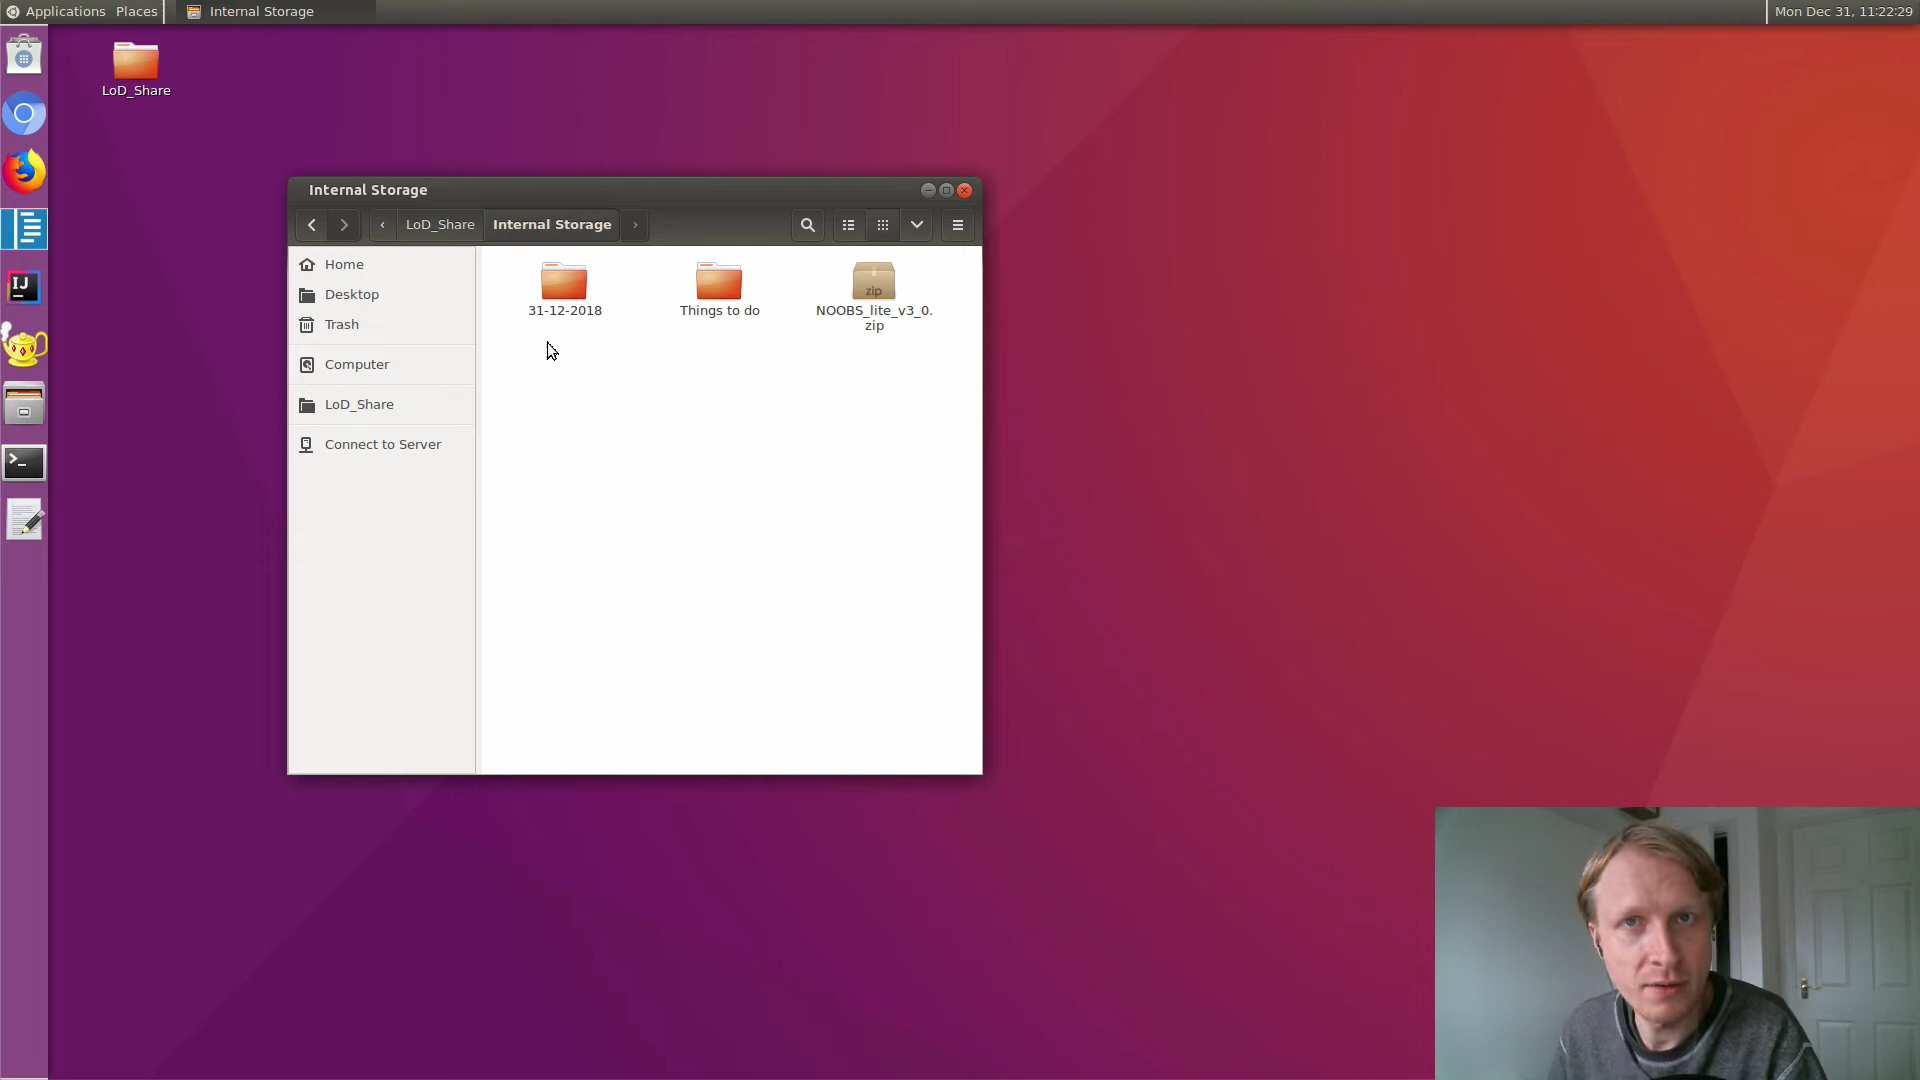 Applications Places Internal Storage Mon Dec 31, 11:22:29
LoD_Share
Internal Storage
LoD_Share Internal Storage
Home
Desktop
Trash
Computer
LoD_Share
Connect to Server
31-12-2018
Things to do
NOOBS_lite_v3_0.
zip
zip
IJ
>_